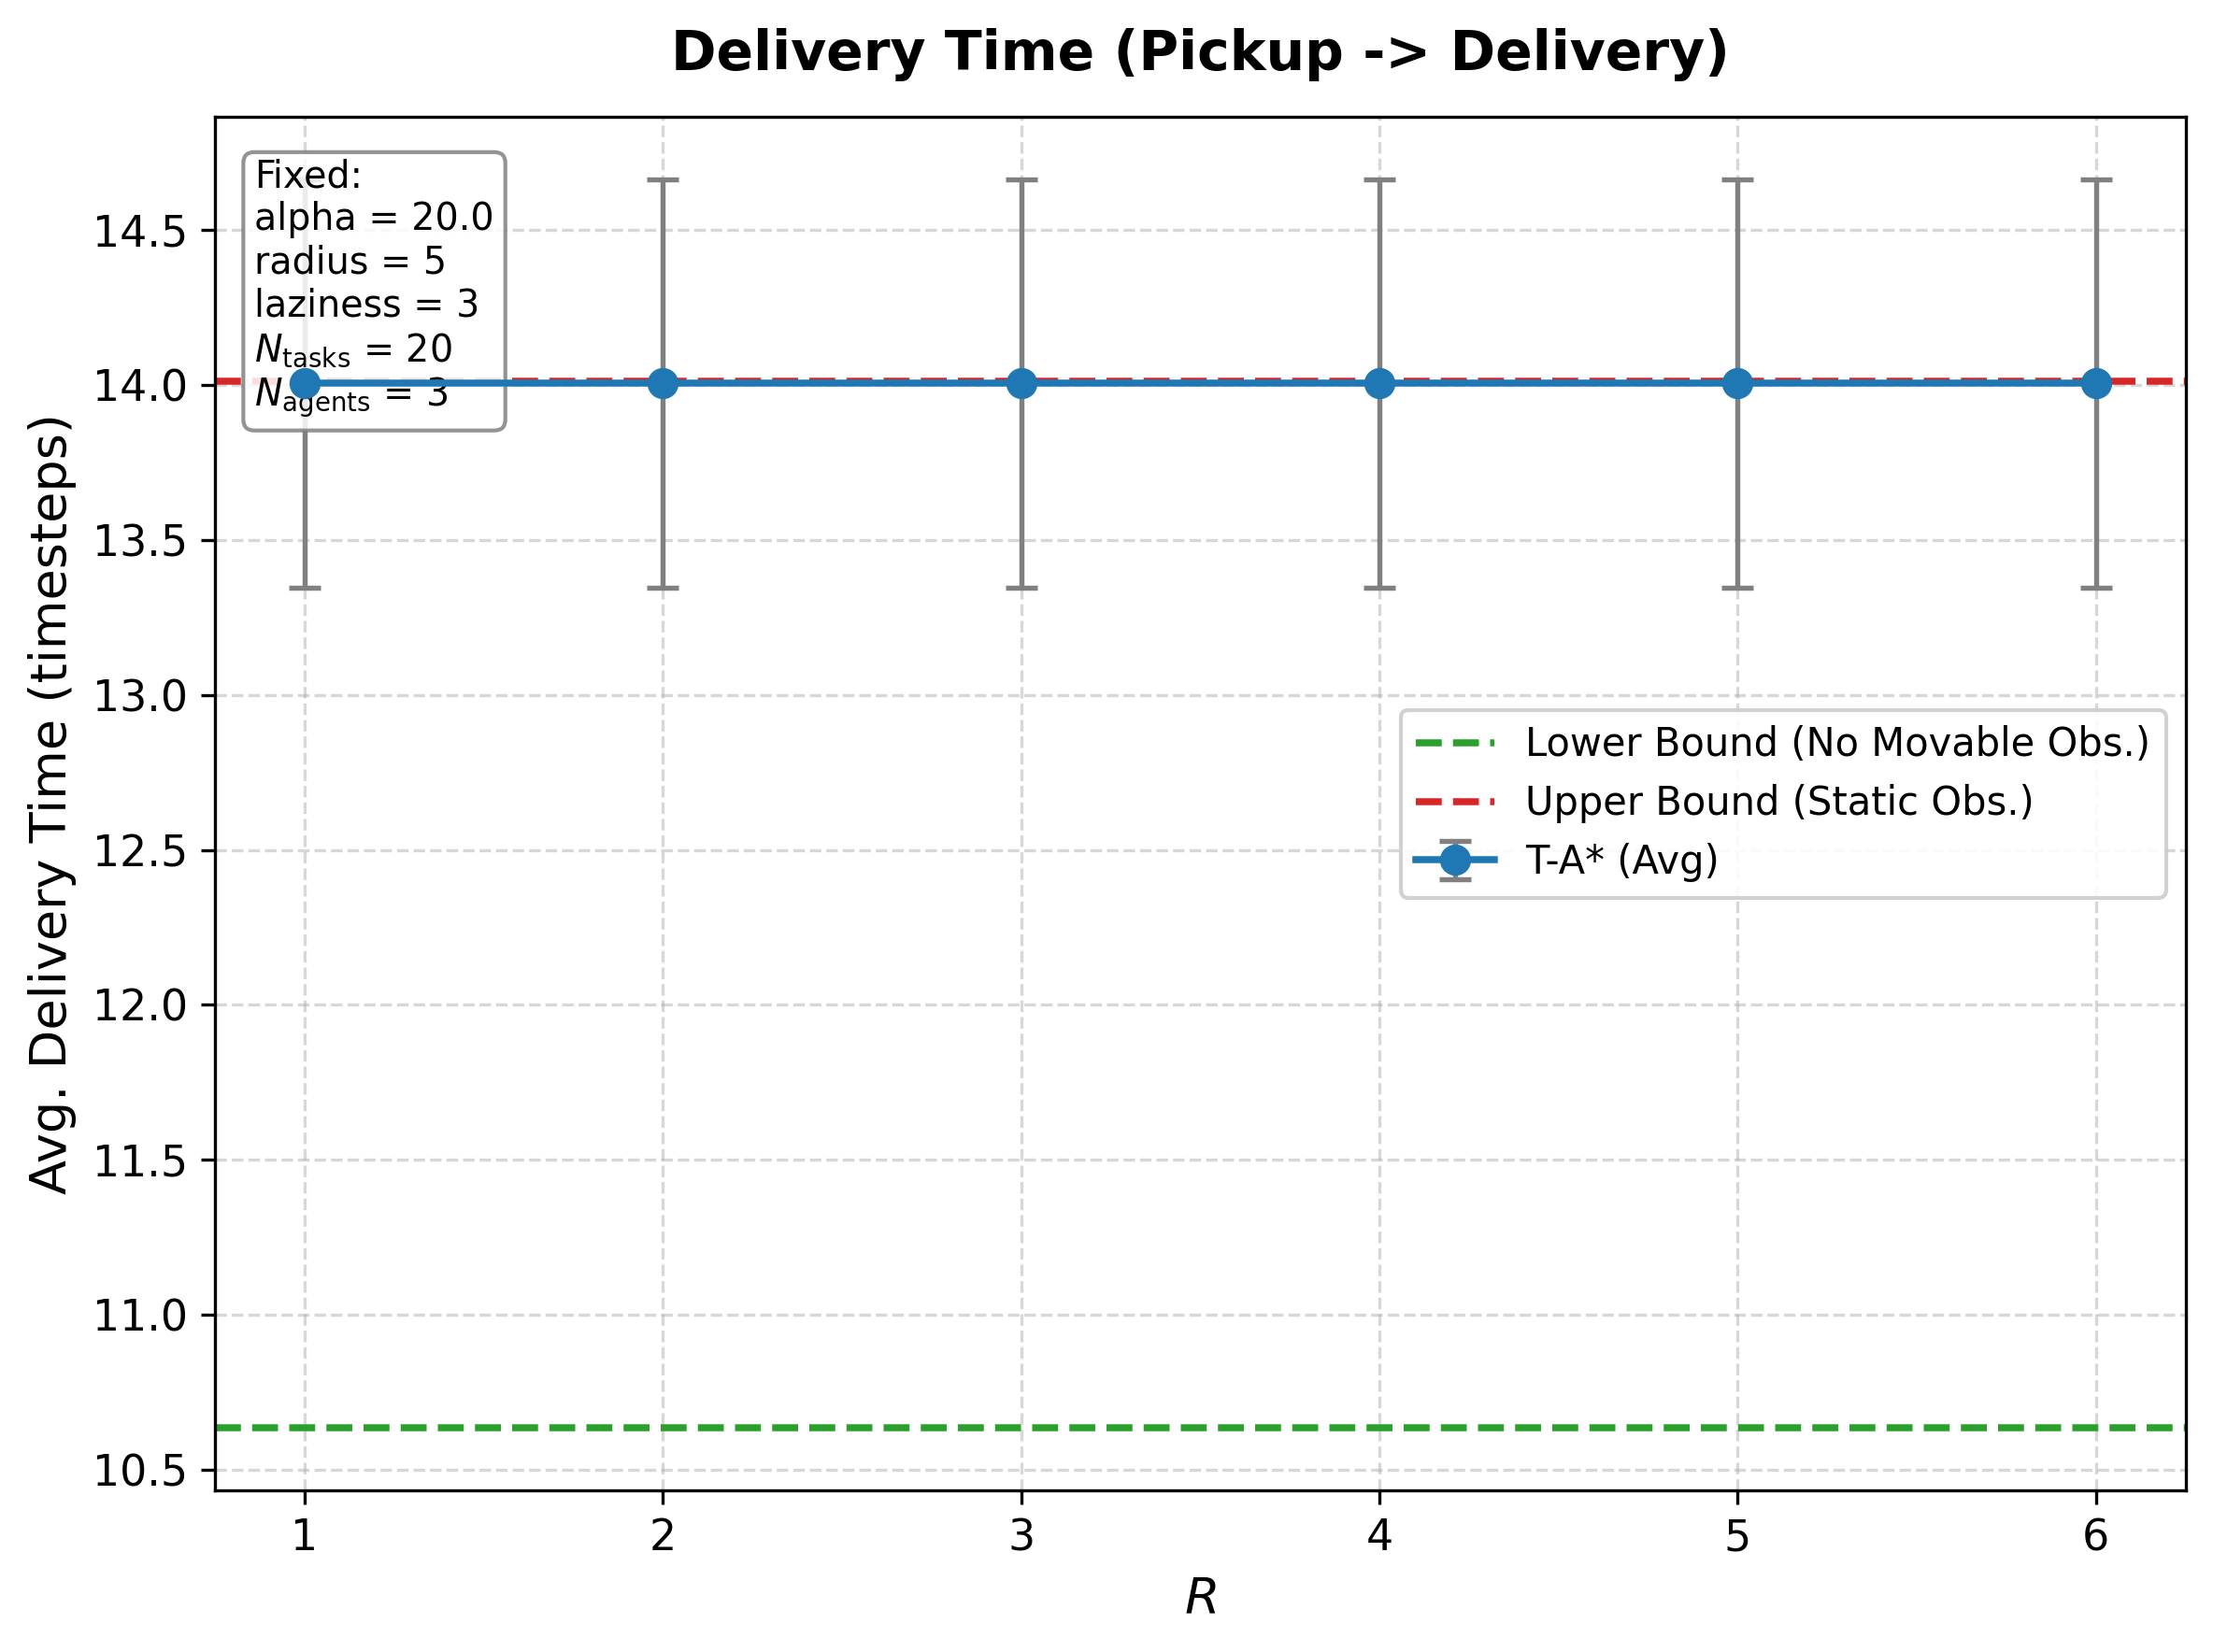 Delivery Time (Pickup -> Delivery)
Avg. Delivery Time (timesteps)
14.5
14.0
13.5
13.0
12.5
12.0
11.5
11.0
10.5
Fixed:
alpha = 20.0
radius = 5
laziness = 3
N_tasks = 20
N_agents = 3
Lower Bound (No Movable Obs.)
Upper Bound (Static Obs.)
T-A* (Avg)
1 2 3 4 5 6
R